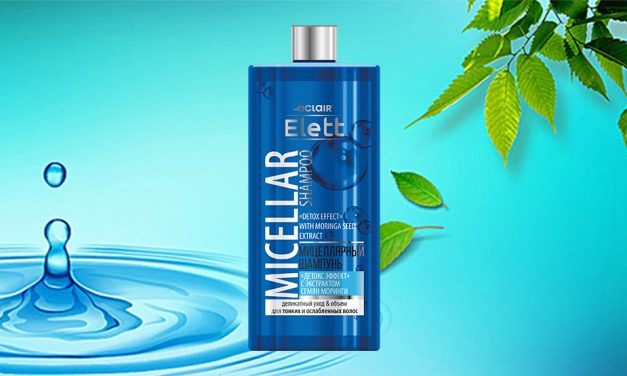 éCLAIR
Elett
MICELLAR
SHAMPOO
«DETOX EFFECT»
WITH MORINGA SEED
EXTRACT
МИЦЕЛЛЯРНЫЙ
ШАМПУНЬ
«ДЕТОКС ЭФФЕКТ»
С ЭКСТРАКТОМ
СЕМЯН МОРИНГИ
деликатный уход & объем
для тонких и ослабленных волос